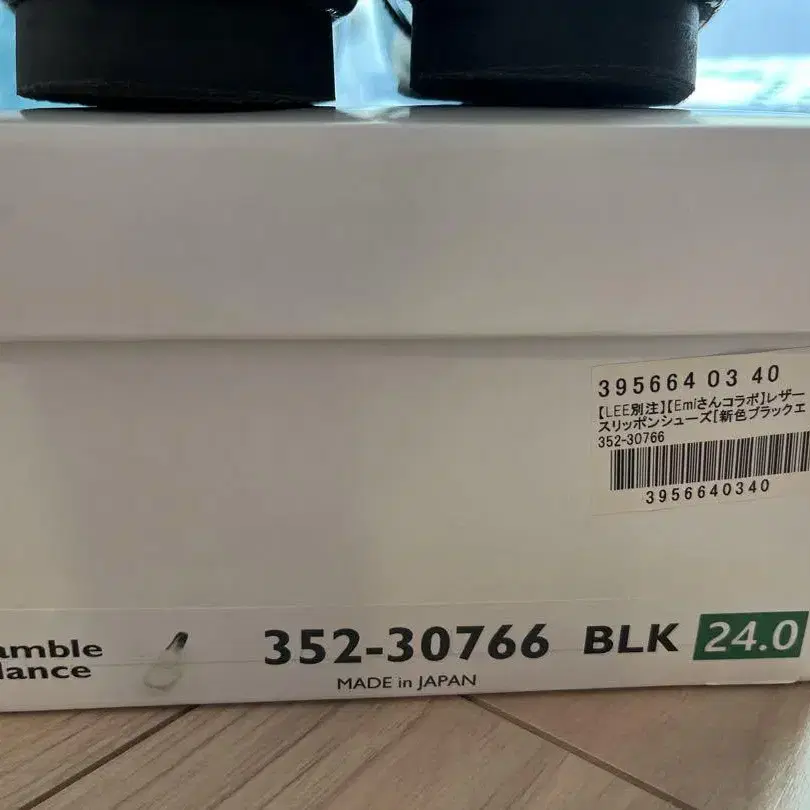 395664 03 40
【LEE別注】【Emiさんコラボ】レザー
スリッポンシューズ[新色ブラックエ
352-30766
3956640340
amble
lance
352-30766 BLK 24.0
MADE in JAPAN